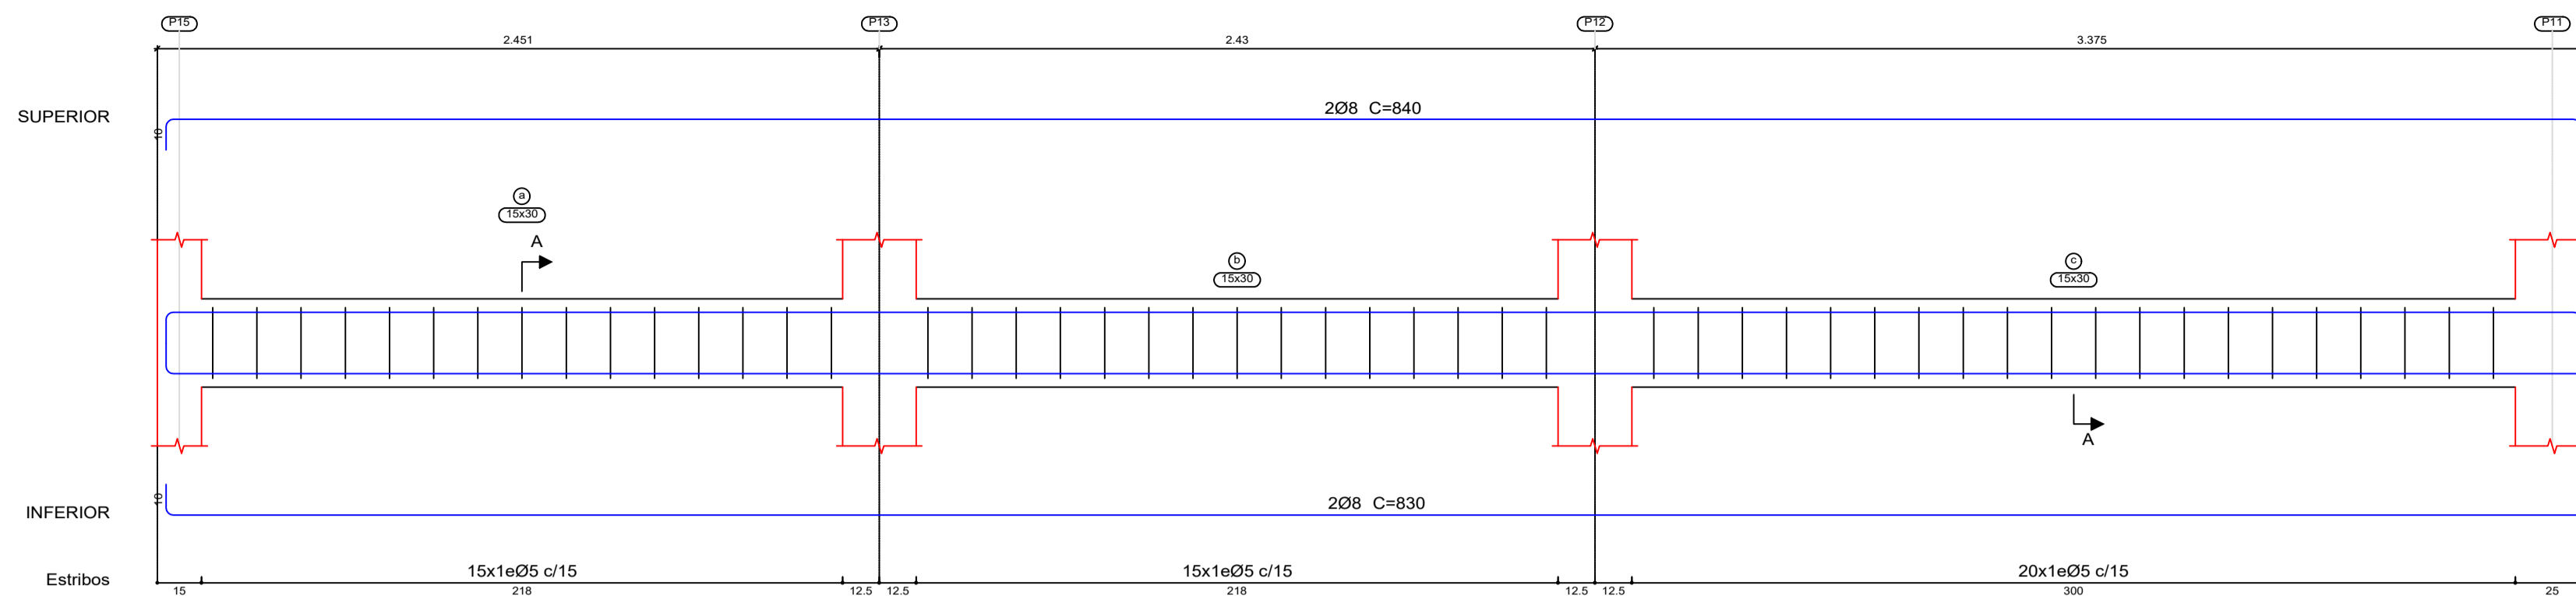 P15 P13 P12 P11
2.451 2.43 3.375
2Ø8 C=840
SUPERIOR
10
a
15x30
A
b c
15x30 15x30
A
10
2Ø8 C=830
INFERIOR
15x1eØ5 c/15 15x1eØ5 c/15 20x1eØ5 c/15
Estribos
15 218 12.5 12.5 218 12.5 12.5 300 25